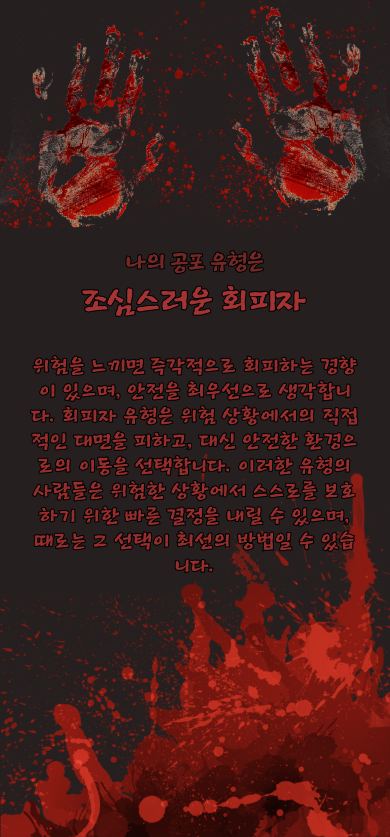 나의 공포 유형은
조심스러운 회피자
위험을 느끼면 즉각적으로 회피하는 경향
이 있으며, 안전을 최우선으로 생각합니
다. 회피자 유형은 위험 상황에서의 직접
적인 대면을 피하고, 대신 안전한 환경으
로의 이동을 선택합니다. 이러한 유형의
사람들은 위험한 상황에서 스스로를 보호
하기 위한 빠른 결정을 내릴 수 있으며,
때로는 그 선택이 최선의 방법일 수 있습
니다.